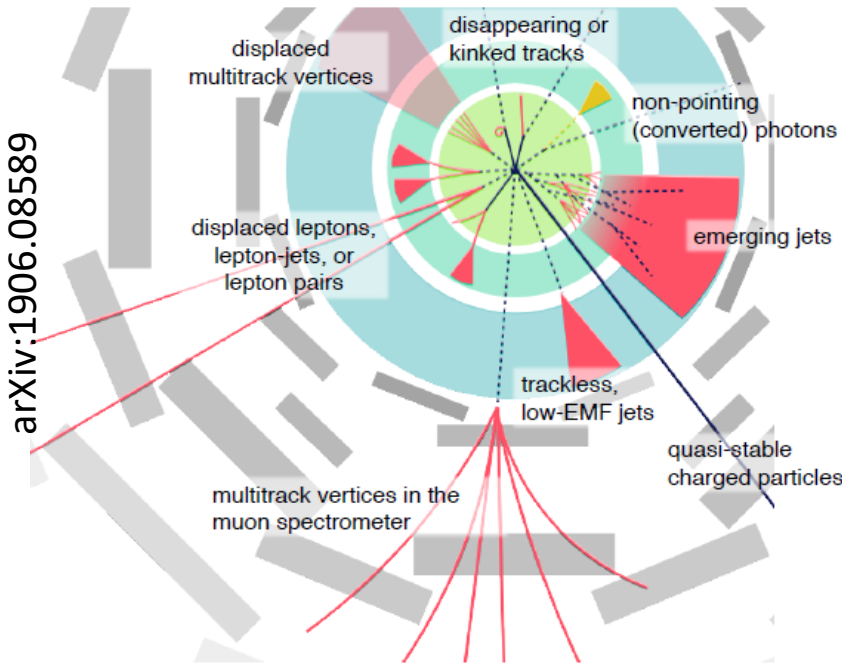 arXiv:1906.08589
disappearing or
kinked tracks
displaced
multitrack vertices
non-pointing
(converted) photons
displaced leptons,
lepton-jets, or
lepton pairs
emerging jets
trackless,
low-EMF jets
quasi-stable
charged particles
multitrack vertices in the
muon spectrometer